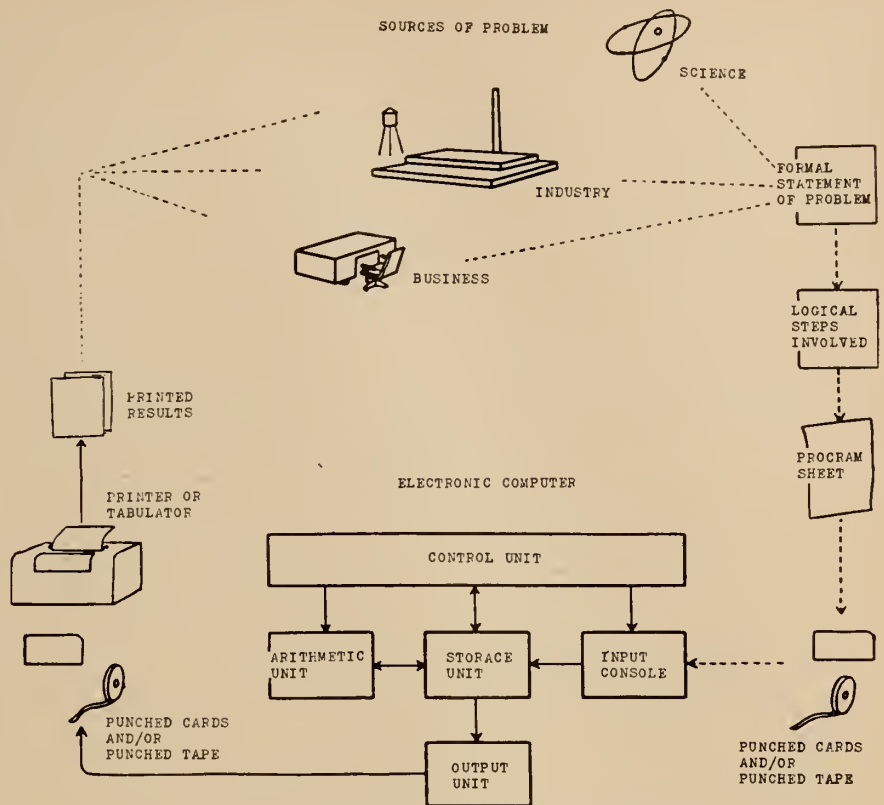 SOURCES OF PROBLEM
SCIENCE
INDUSTRY
BUSINESS
FORMAL
STATEMENT
OF PROBLEM
LOGICAL
STEPS
INVOLVED
PROGRAM
SHEET
PUNCHED CARDS
AND/OR
PUNCHED TAPE
ELECTRONIC COMPUTER
CONTROL UNIT
ARITHMETIC
UNIT
STORAGE
UNIT
INPUT
CONSOLE
OUTPUT
UNIT
PUNCHED CARDS
AND/OR
PUNCHED TAPE
PRINTER OR
TABULATOR
PRINTED
RESULTS